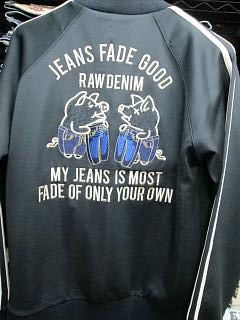 JEANS FADE GOOD
RAW DENIM
MY JEANS IS MOST
FADE OF ONLY YOUR OWN